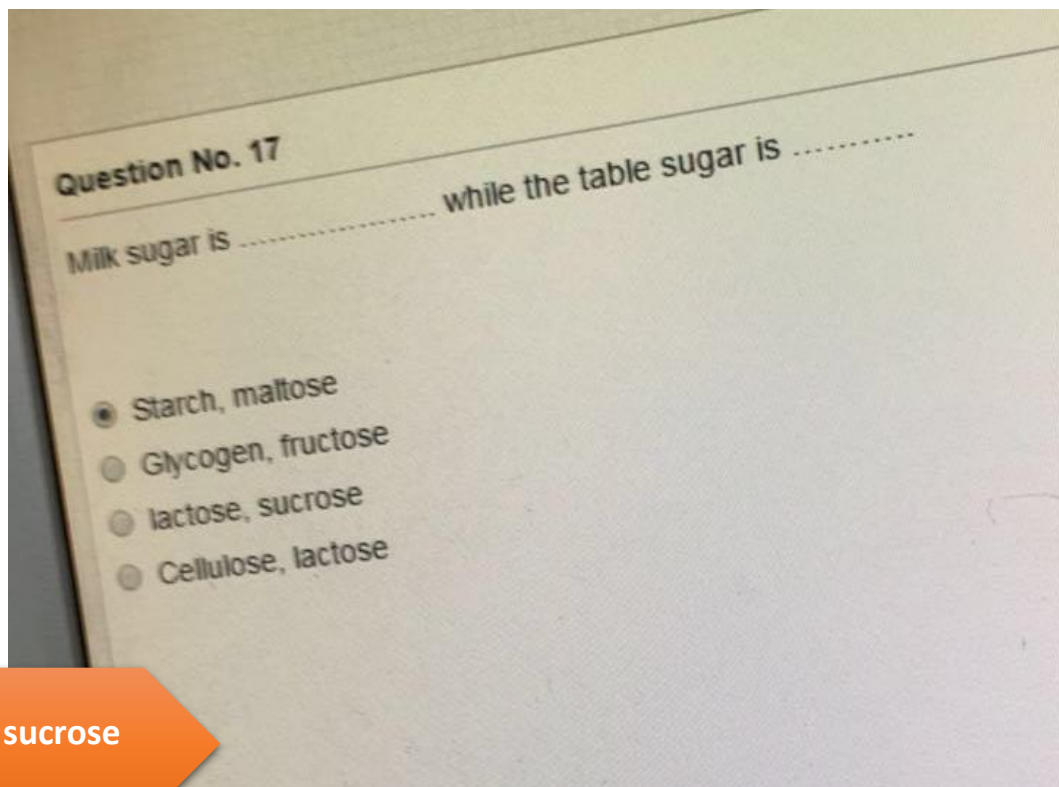 Question No. 17
Milk sugar is .................... while the table sugar is ...........
Starch, maltose
Glycogen, fructose
lactose, sucrose
Cellulose, lactose
sucrose